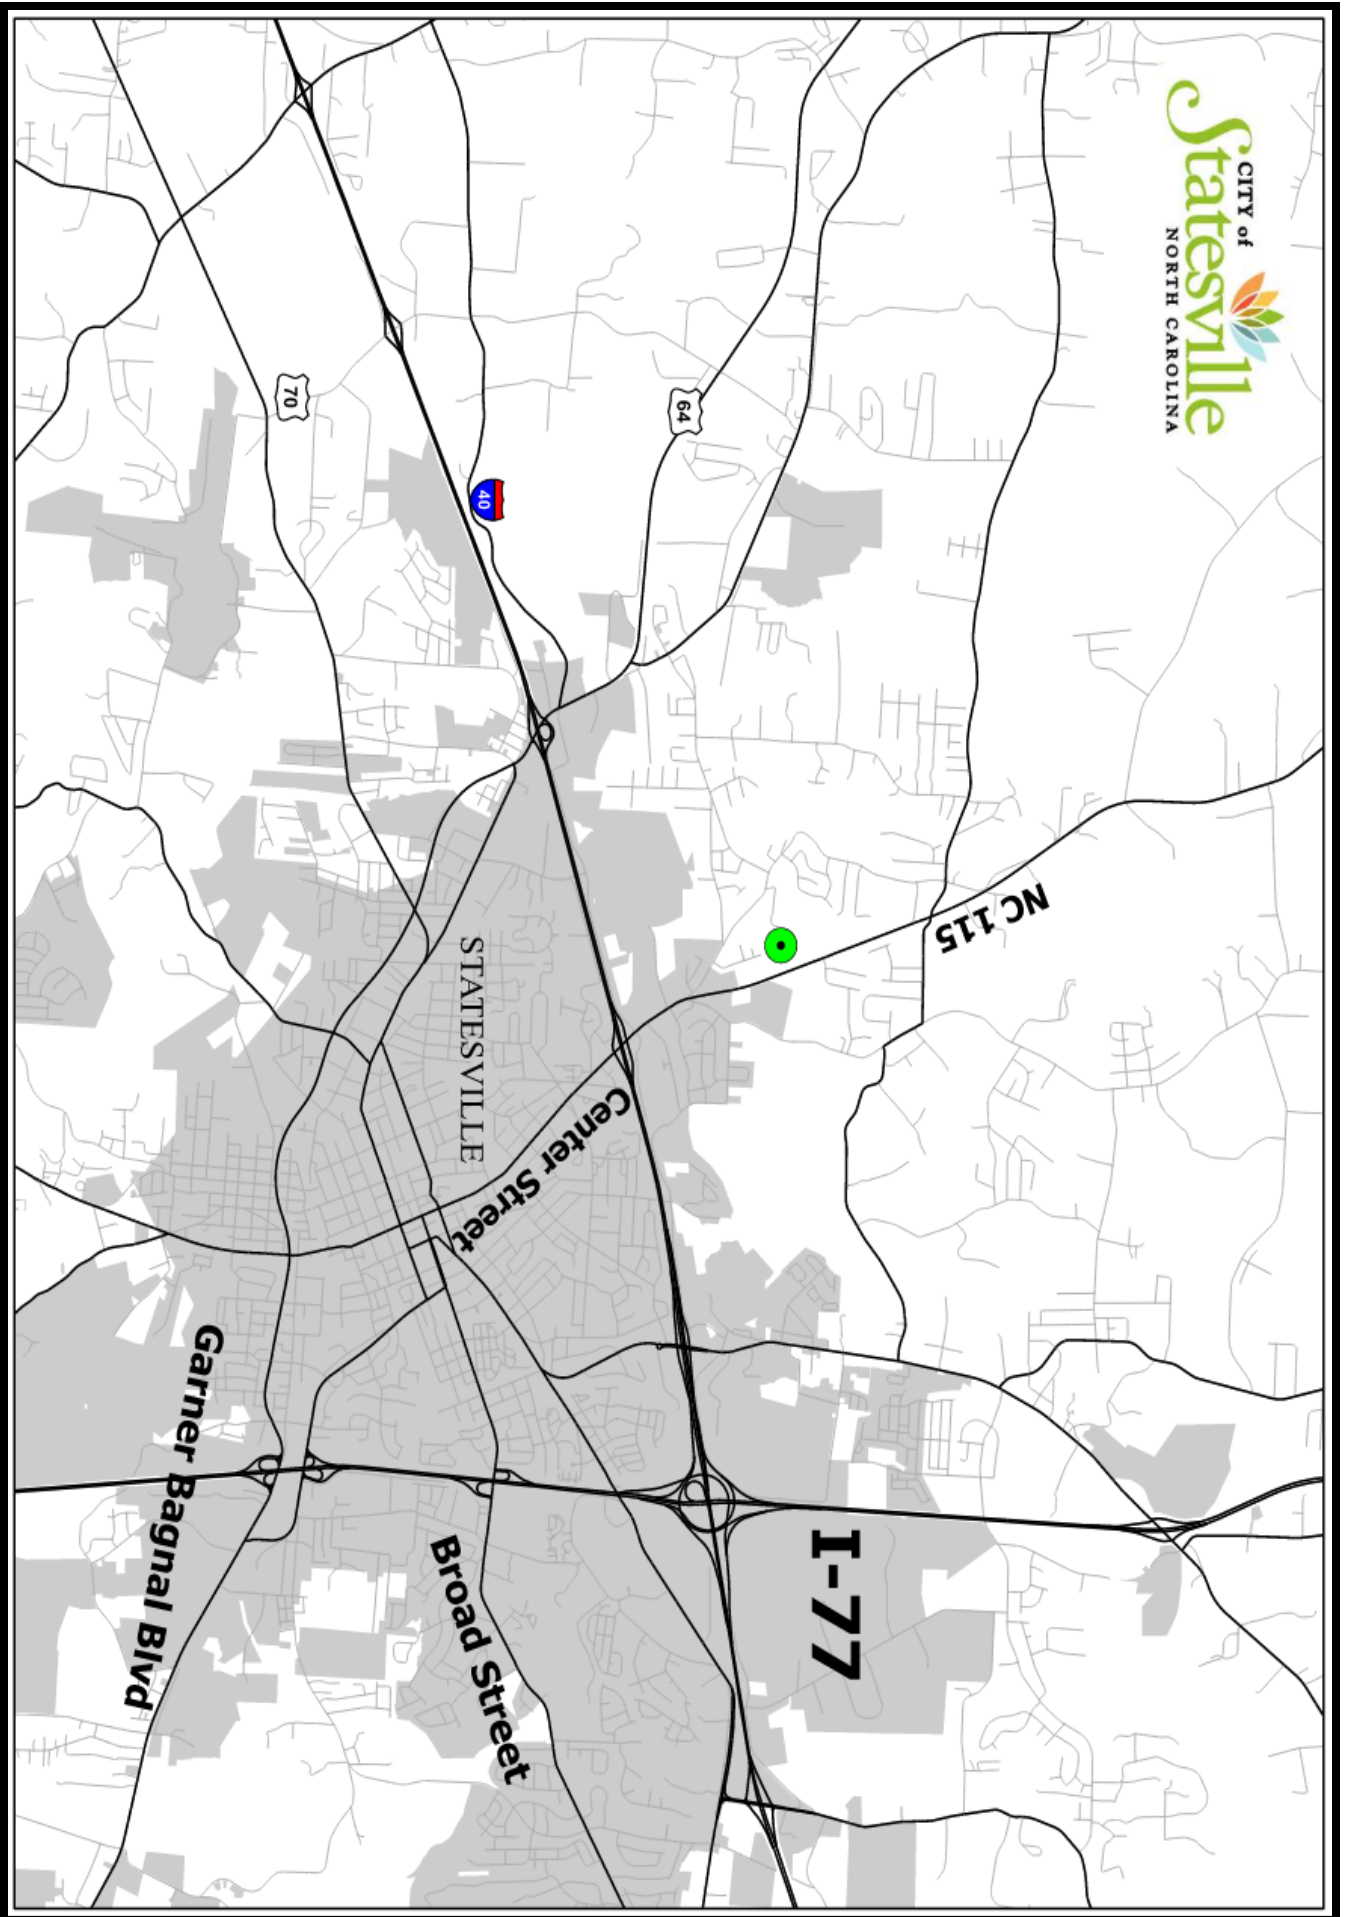 CITY of
Statesville
NORTH CAROLINA
64
70
40
NC 115
STATESVILLE
Center Street
I-77
Broad Street
Garner Bagnal Blvd